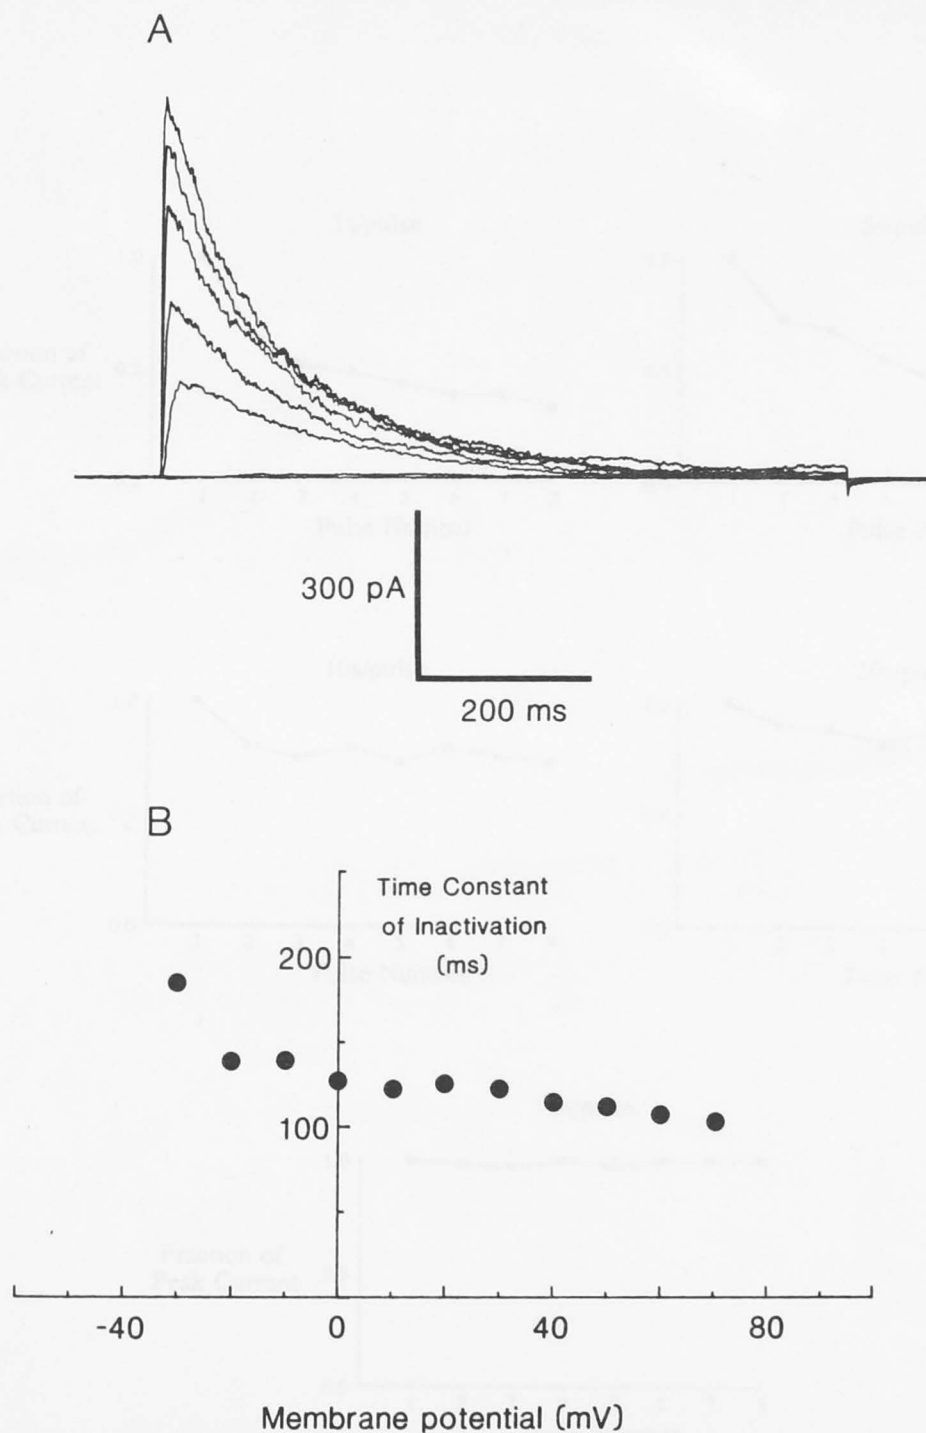 A
300 pA
200 ms
B
Time Constant
of Inactivation
(ms)
200
100
-40 0 40 80
Membrane potential (mV)